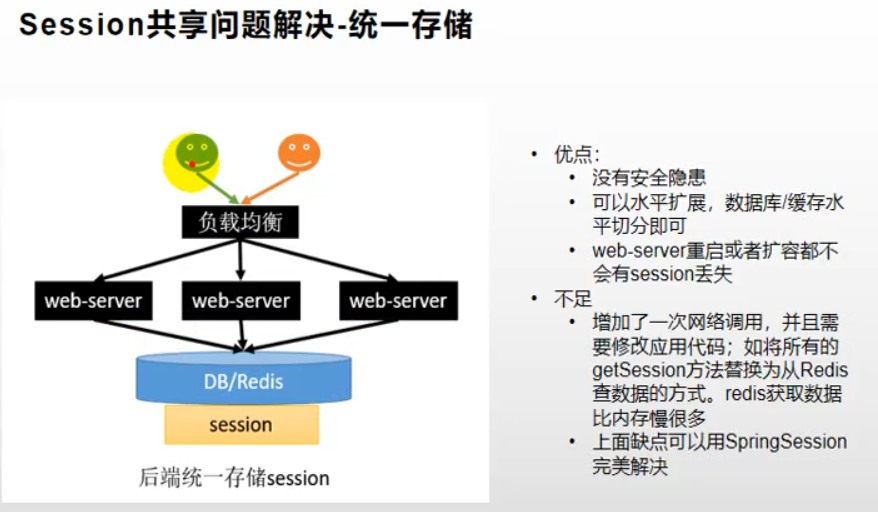 Session共享问题解决-统一存储
负载均衡
web-server
web-server
web-server
DB/Redis
session
后端统一存储session
• 优点：
• 没有安全隐患
• 可以水平扩展，数据库/缓存水
平切分即可
• web-server重启或者扩容都不
会有session丢失
• 不足
• 增加了一次网络调用，并且需
要修改应用代码；如将所有的
getSession方法替换为从Redis
查数据的方式。redis获取数据
比内存慢很多
• 上面缺点可以用SpringSession
完美解决